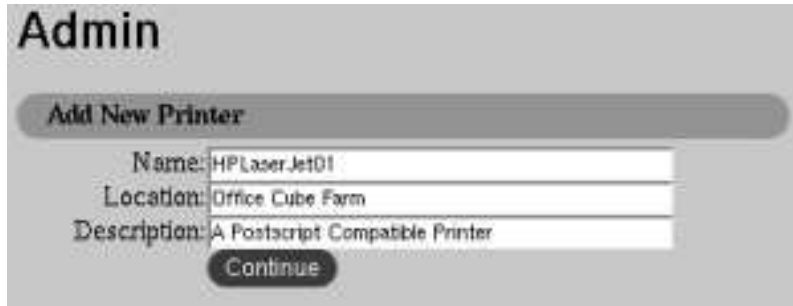 Admin
Add New Printer
Name: HPLaserJet01
Location: Office Cube Farm
Description: A Postscript Compatible Printer
Continue